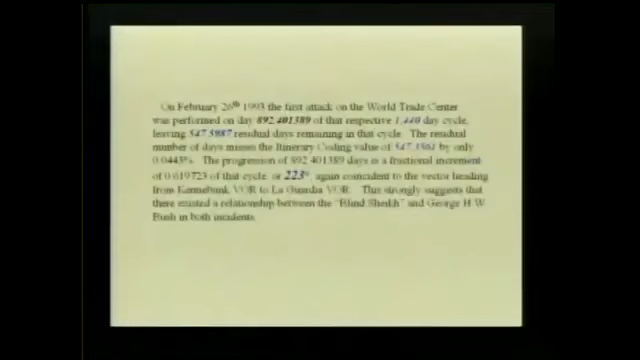 On February 26th 1993 the first attack on the World Trade Center
was performed on day 892.401389 of that respective 1,440 day cycle,
leaving 547.5987 residual days remaining in that cycle. The residual
number of days misses the Itinerary Coding value of by only
0.0443%. The progression of 892.401389 days is a fractional increment
of 0.619723 of that cycle, or 223°, again coincident to the vector heading
from Kennebunk VOR to La Guardia VOR. This strongly suggests that
there existed a relationship between the "Blind Sheikh" and George H W
Bush in both incidents.